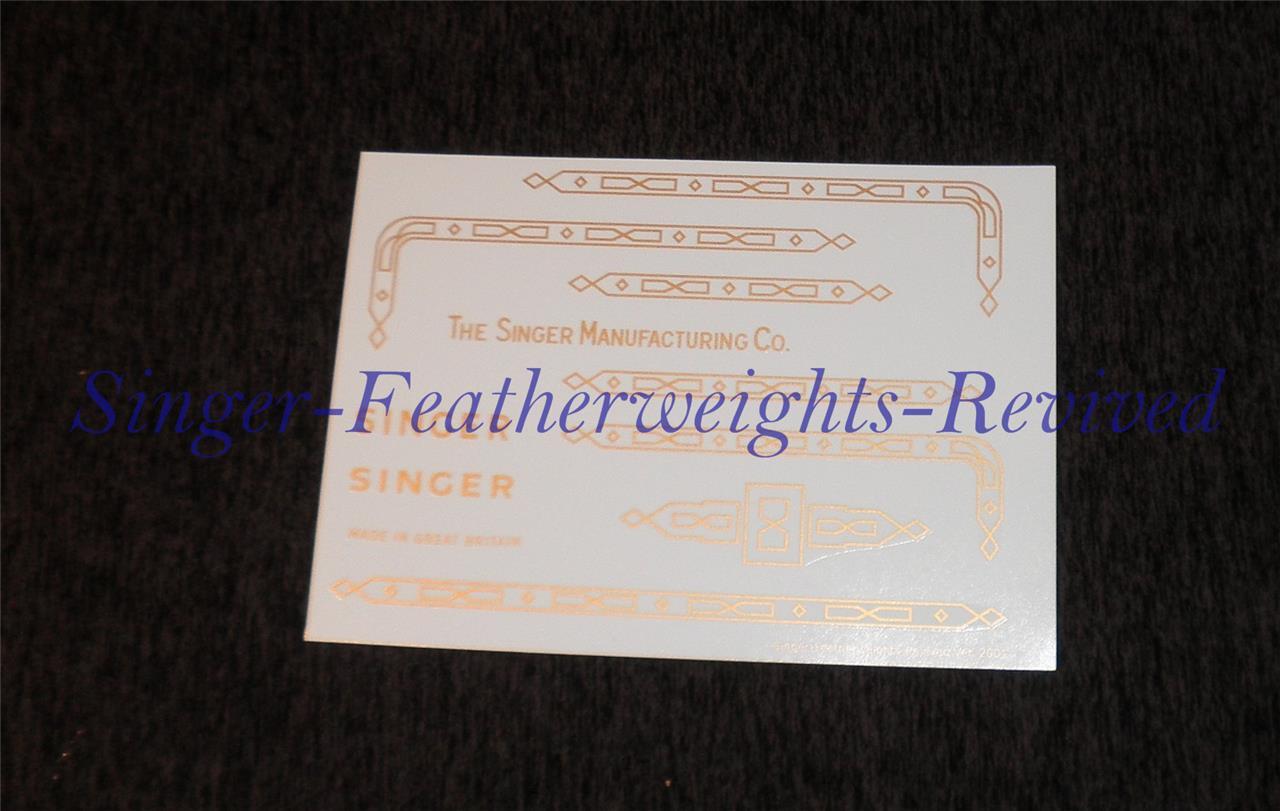 THE SINGER MANUFACTURING CO.
Singer-Featherweights-Revived
SINGER
SINGER
MADE IN GREAT BRITAIN